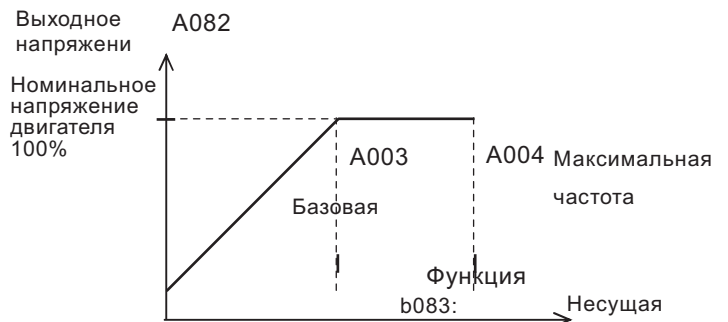 Выходное
напряжени
A082
Номинальное
напряжение
двигателя
100%
A003
A004
Максимальная
частота
Базовая
Функция
b083:
Несущая